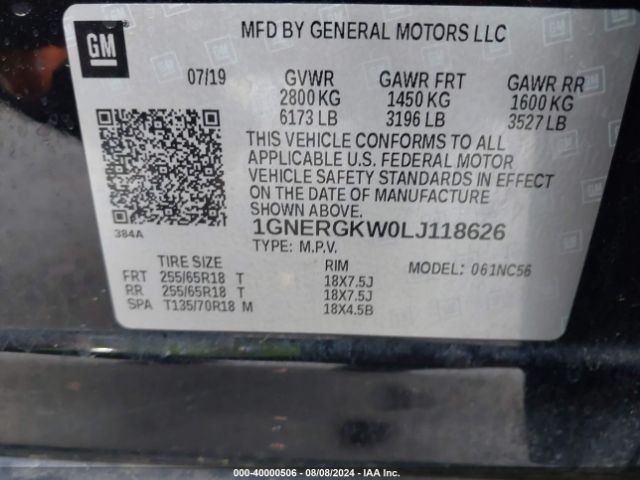 GM
MFD BY GENERAL MOTORS LLC
07/19 GVWR GAWR FRT GAWR RR
2800 KG 1450 KG 1600 KG
6173 LB 3196 LB 3527 LB
THIS VEHICLE CONFORMS TO ALL
APPLICABLE U.S. FEDERAL MOTOR
VEHICLE SAFETY STANDARDS IN EFFECT
ON THE DATE OF MANUFACTURE
SHOWN ABOVE.
384A
1GNERGKW0LJ118626
TYPE: M.P.V.
TIRE SIZE RIM MODEL: 061NC56
FRT 255/65R18 T 18X7.5J
RR 255/65R18 T 18X7.5J
SPA T135/70R18 M 18X4.5B
000-40000506 - 08/08/2024 - IAA Inc.